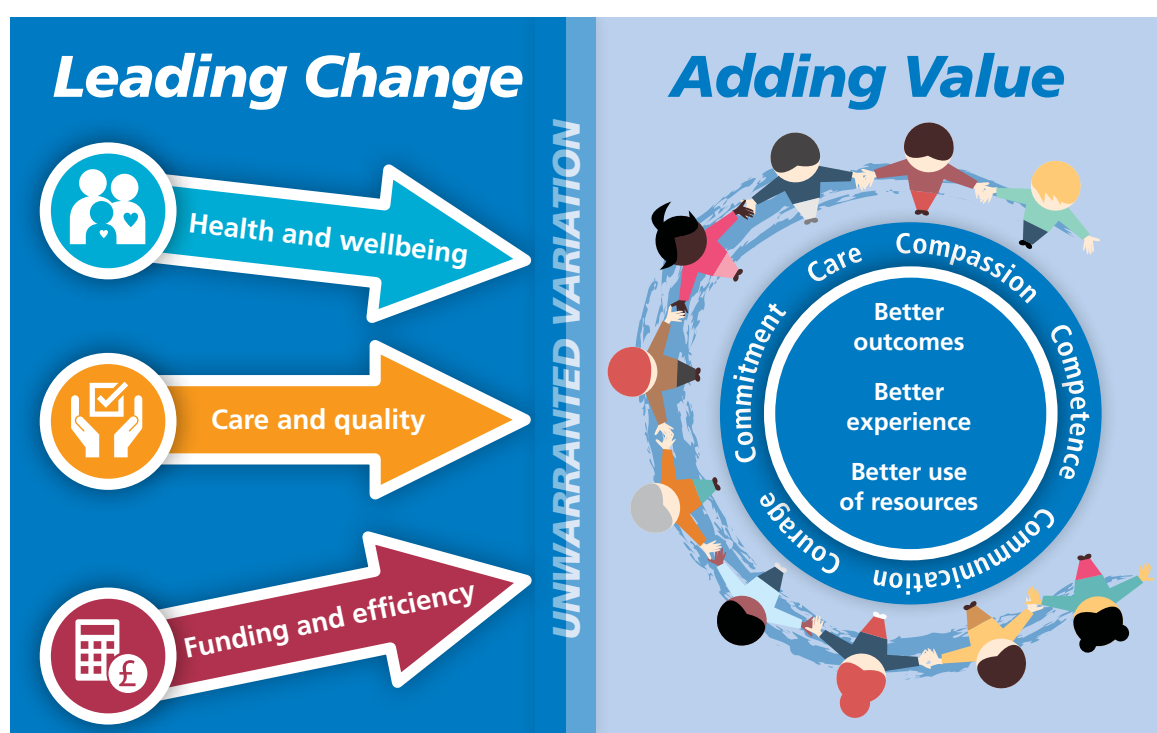 Leading Change
Health and wellbeing
Care and quality
£
Funding and efficiency
UNWARRANTED VARIATION
Adding Value
Care
Compassion
Competence
Communication
Courage
Commitment
Better
outcomes
Better
experience
Better use
of resources